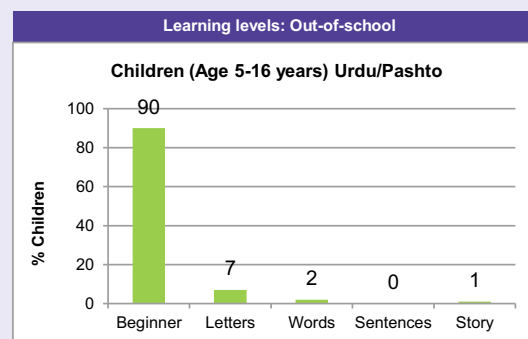 Learning levels: Out-of-school
Children (Age 5-16 years) Urdu/Pashto
% Children
100
80
60
40
20
0
90
7
2
0
1
Beginner Letters Words Sentences Story